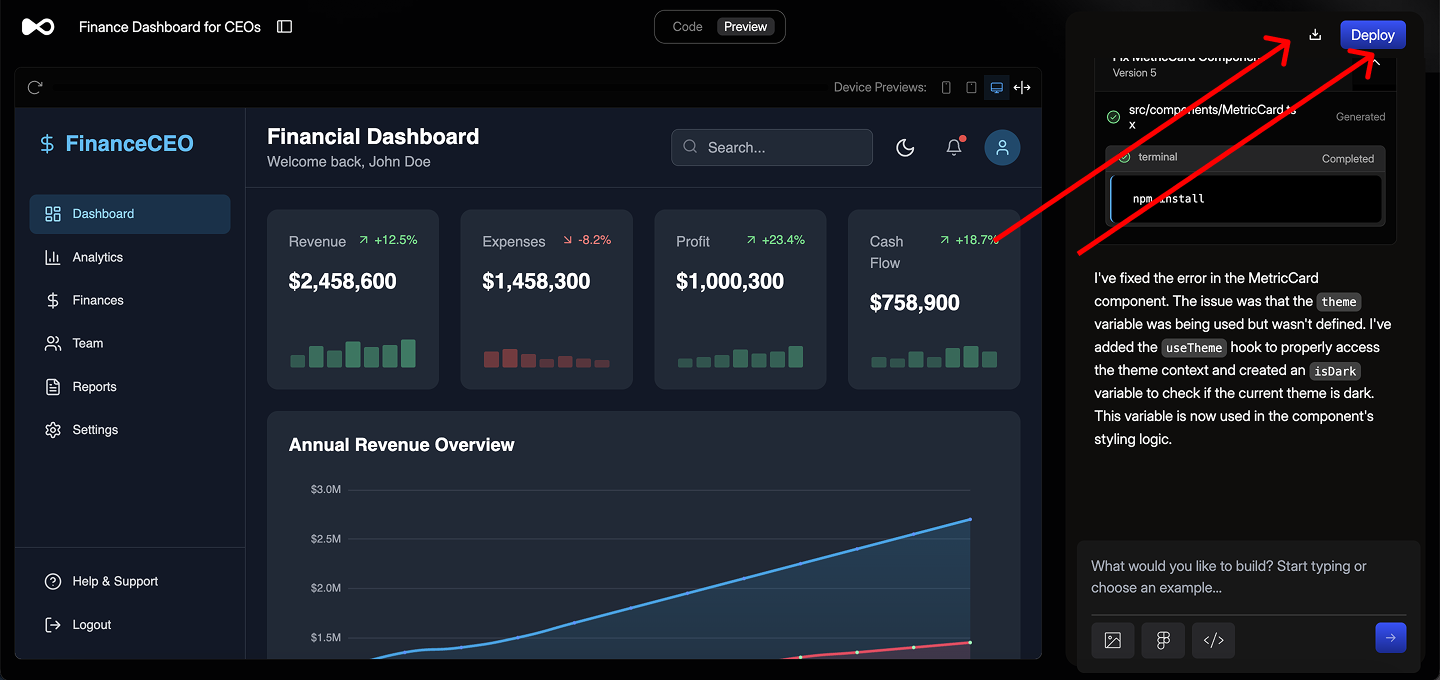 Finance Dashboard for CEOs
Code
Preview
Deploy
Device Previews:
FinanceCEO
Dashboard
Analytics
Finances
Team
Reports
Settings
Help & Support
Logout
Financial Dashboard
Welcome back, John Doe
Search...
Revenue
+12.5%
$2,458,600
Expenses
-8.2%
$1,458,300
Profit
+23.4%
$1,000,300
Cash
Flow
+18.7%
$758,900
Annual Revenue Overview
$3.0M
$2.5M
$2.0M
$1.5M
Fix MetricCard Component
Version 5
src/components/MetricCard.ts
x
Generated
terminal
Completed
npm install
I've fixed the error in the MetricCard
component. The issue was that the theme
variable was being used but wasn't defined. I've
added the useTheme hook to properly access
the theme context and created an isDark
variable to check if the current theme is dark.
This variable is now used in the component's
styling logic.
What would you like to build? Start typing or
choose an example...